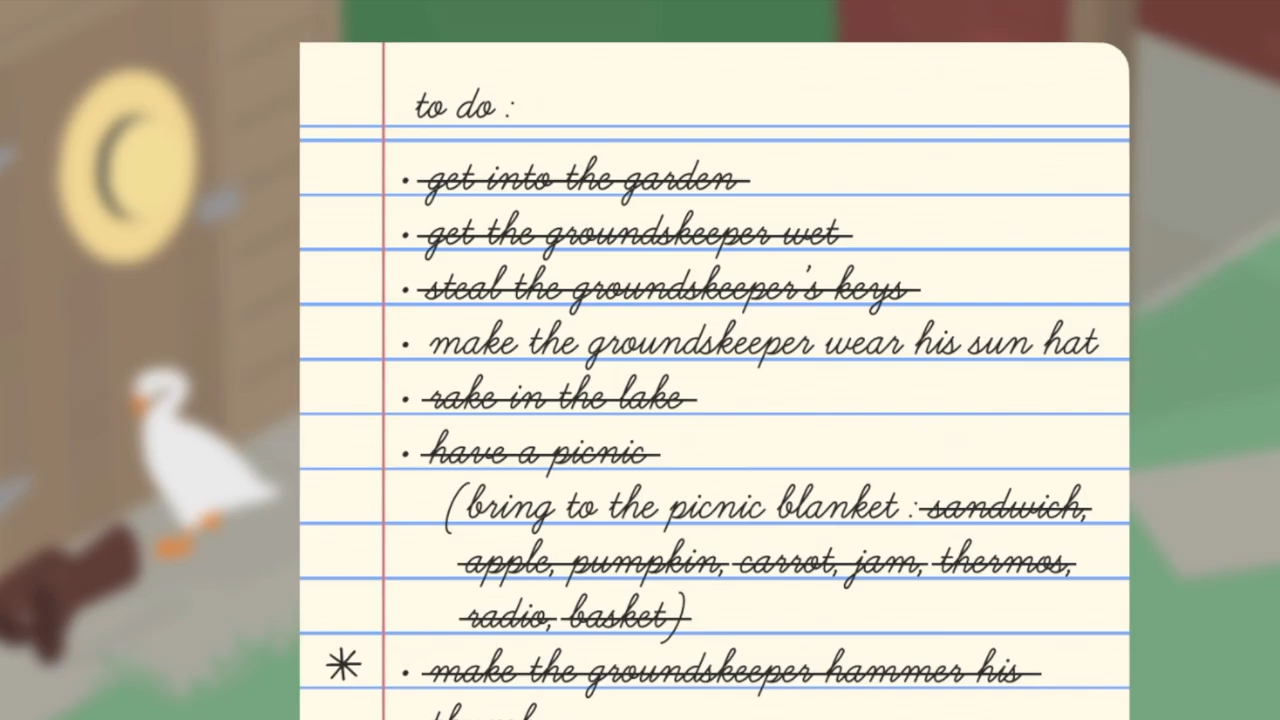 to do :
• get into the garden
• get the groundskeeper wet
• steal the groundskeeper's keys
• make the groundskeeper wear his sun hat
• rake in the lake
• have a picnic
(bring to the picnic blanket : sandwich,
apple, pumpkin, carrot, jam, thermos,
radio, basket)
* • make the groundskeeper hammer his